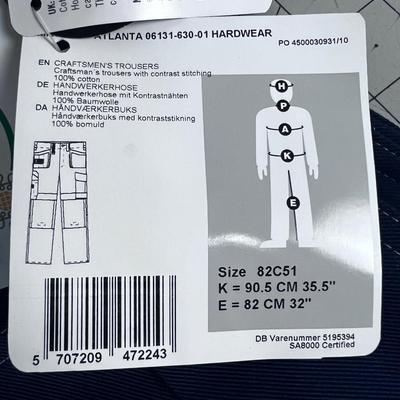 ATLANTA 06131-630-01 HARDWEAR
PO 4500030931/10
EN CRAFTSMEN'S TROUSERS
Craftsman´s trousers with contrast stitching
100% cotton
DE HANDWERKERHOSE
Handwerkerhose mit Kontrastnähten
100% Baumwolle
DA HÅNDVÆRKERBUKS
Håndværkerbuks med kontraststikning
100% bomuld
H
P
A
K
E
Size 82C51
K = 90.5 CM 35.5"
E = 82 CM 32"
5 707209 472243
DB Varenummer 5195394
SA8000 Certified